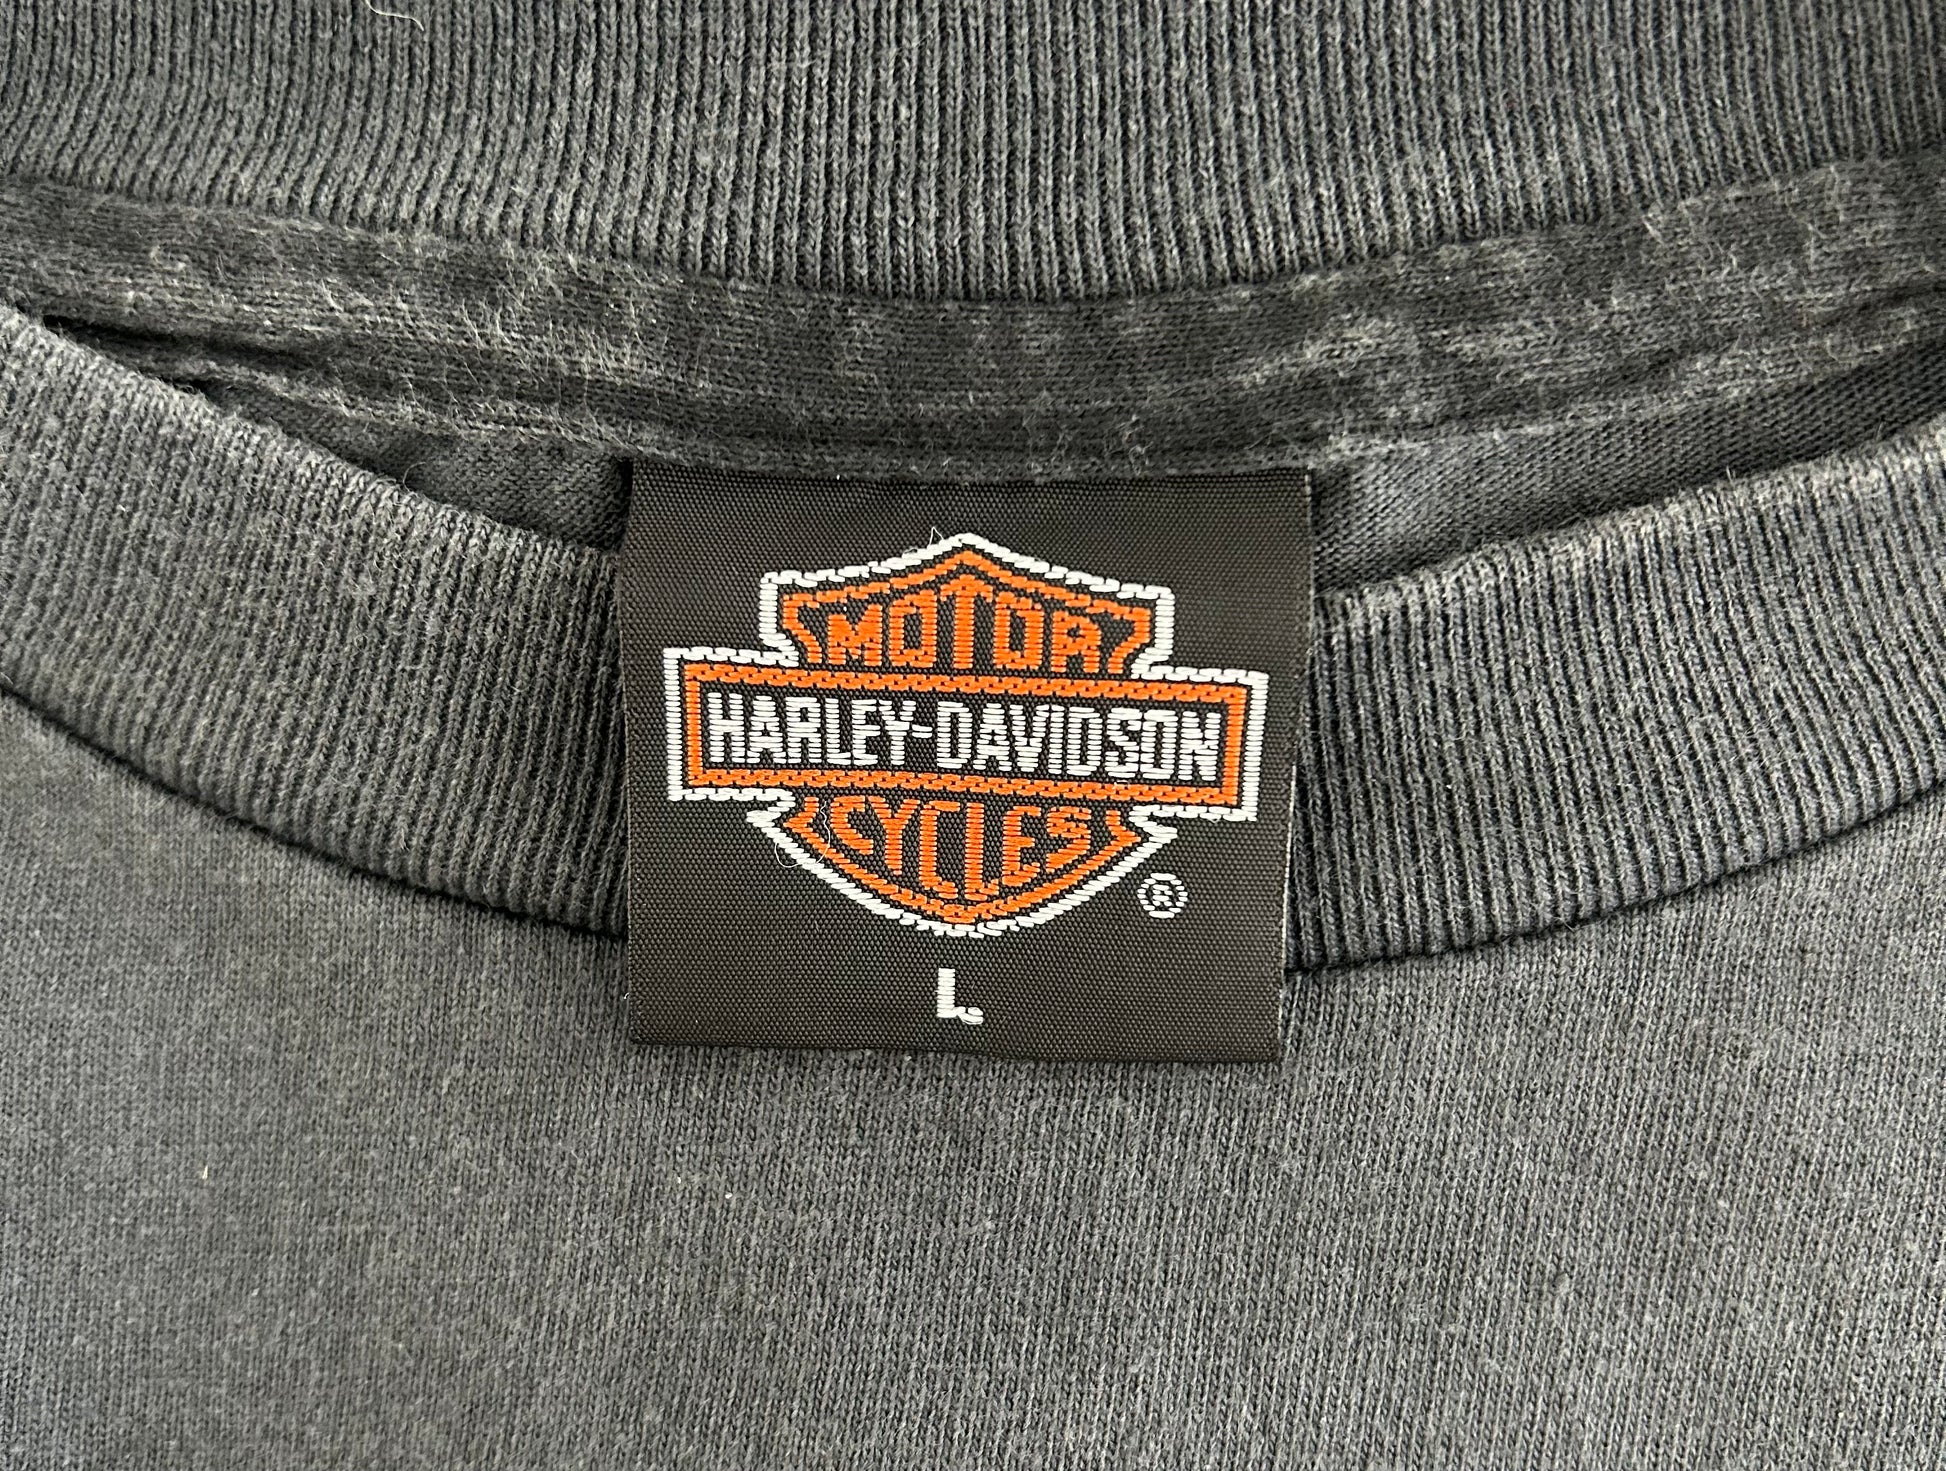 MOTOR
HARLEY-DAVIDSON
CYCLES
®
L.